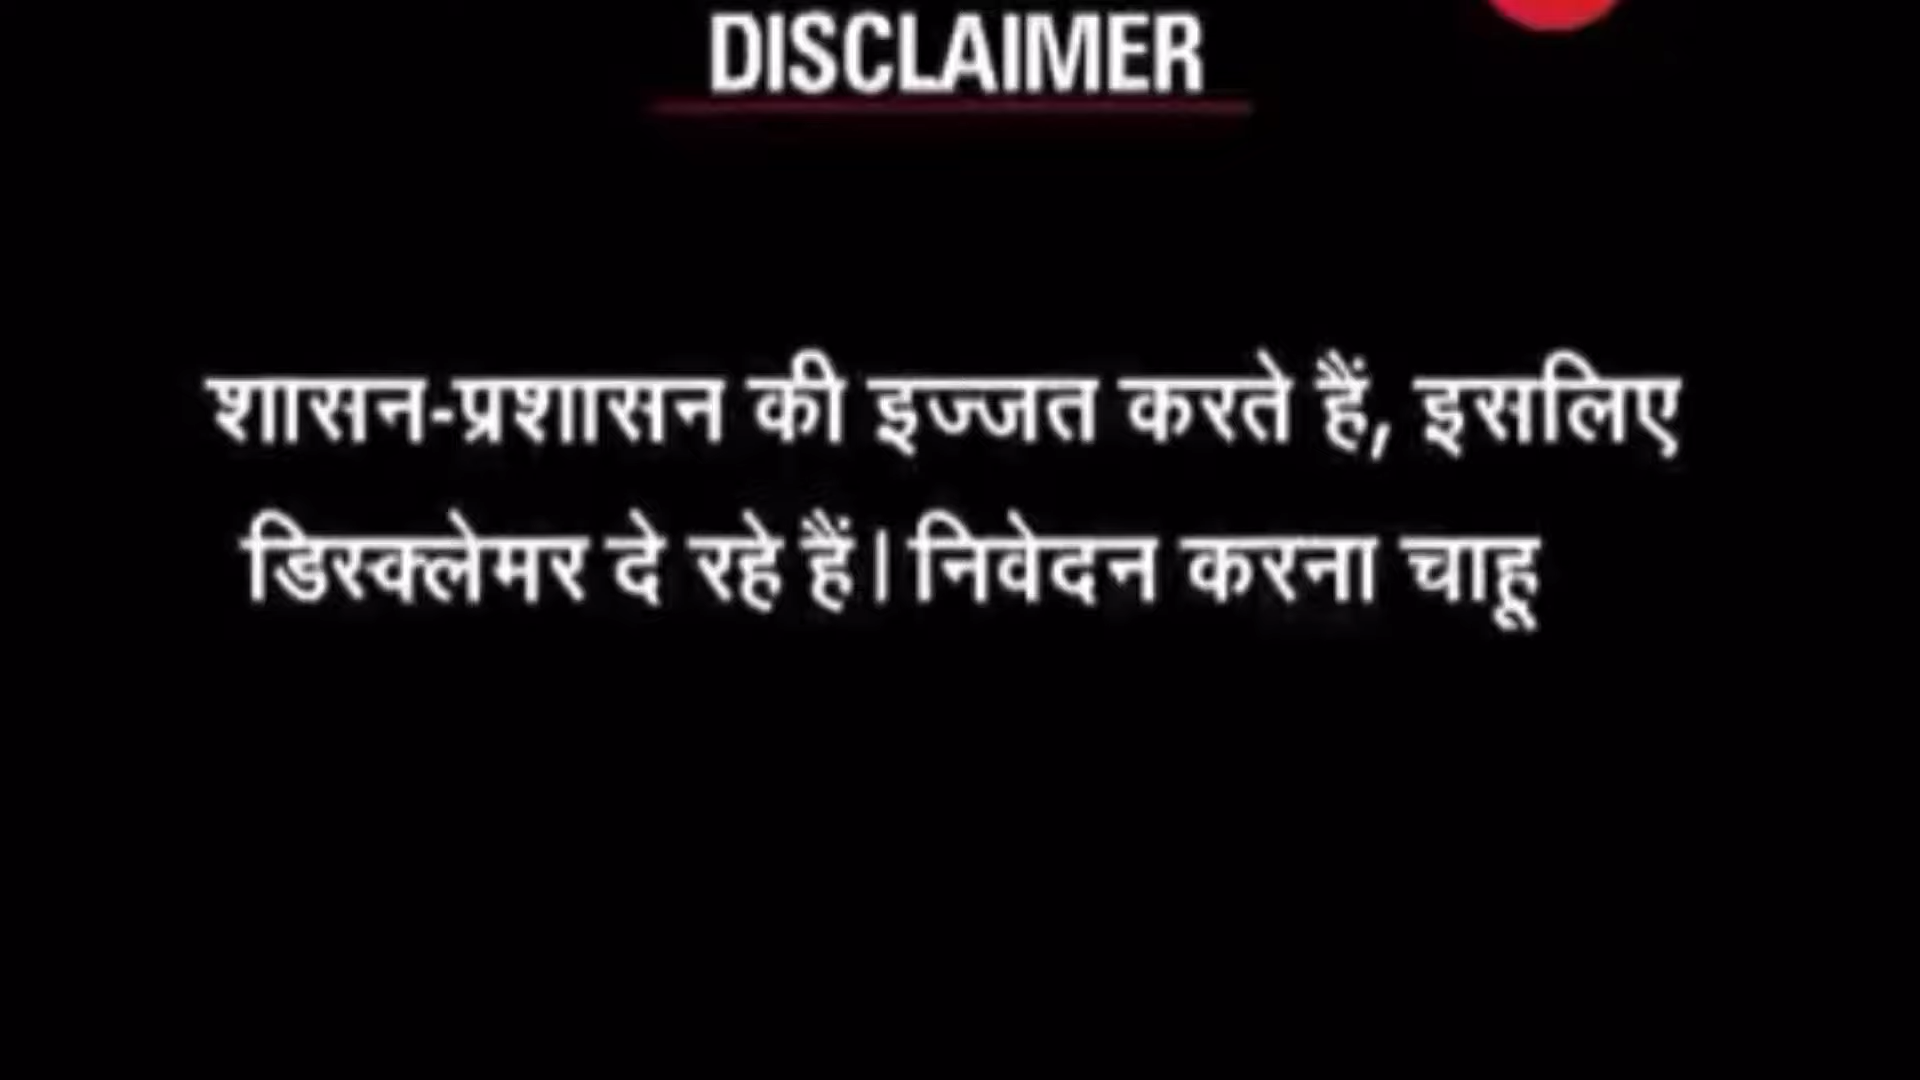 DISCLAIMER
शासन-प्रशासन की इज्जत करते हैं, इसलिए
डिस्क्लेमर दे रहे हैं। निवेदन करना चाहू